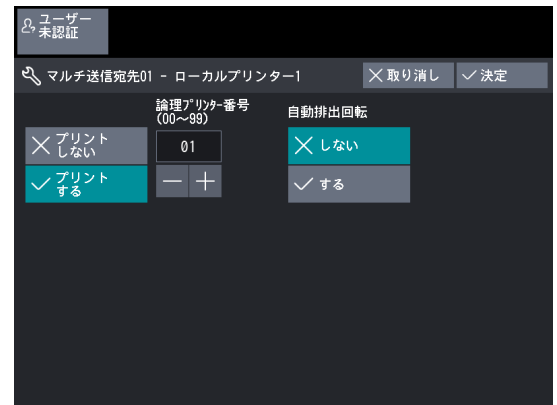 ユーザー
未認証
マルチ送信宛先01 - ローカルプリンター1
取り消し
決定
論理プリンター番号
(00～99)
自動排出回転
プリント
しない
01
しない
プリント
する
する